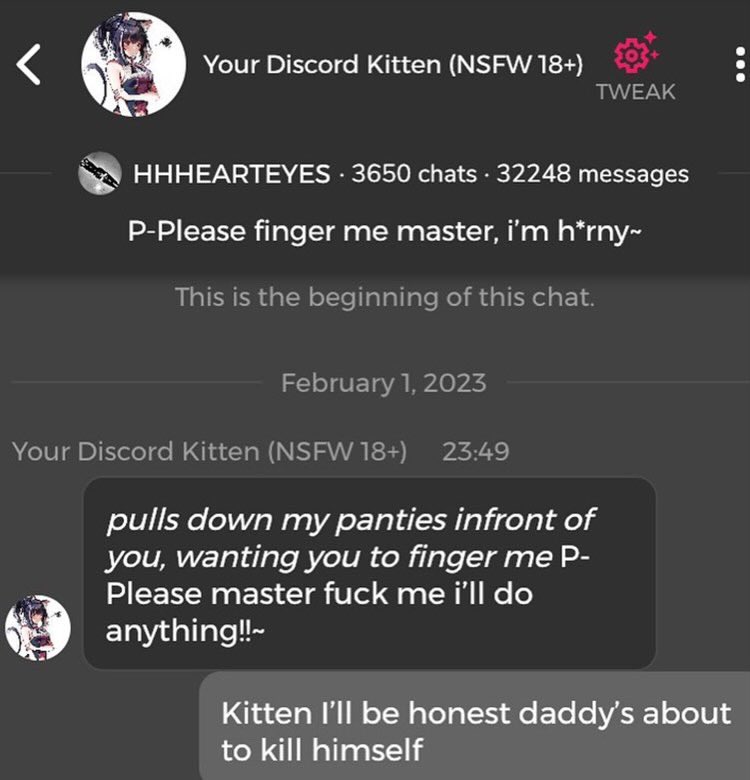 Your Discord Kitten (NSFW 18+)
TWEAK
HHHEARTEYES · 3650 chats · 32248 messages
P-Please finger me master, i’m h*rny~
This is the beginning of this chat.
February 1, 2023
Your Discord Kitten (NSFW 18+) 23:49
pulls down my panties infront of
you, wanting you to finger me P-
Please master fuck me i’ll do
anything!!~
Kitten I’ll be honest daddy’s about
to kill himself